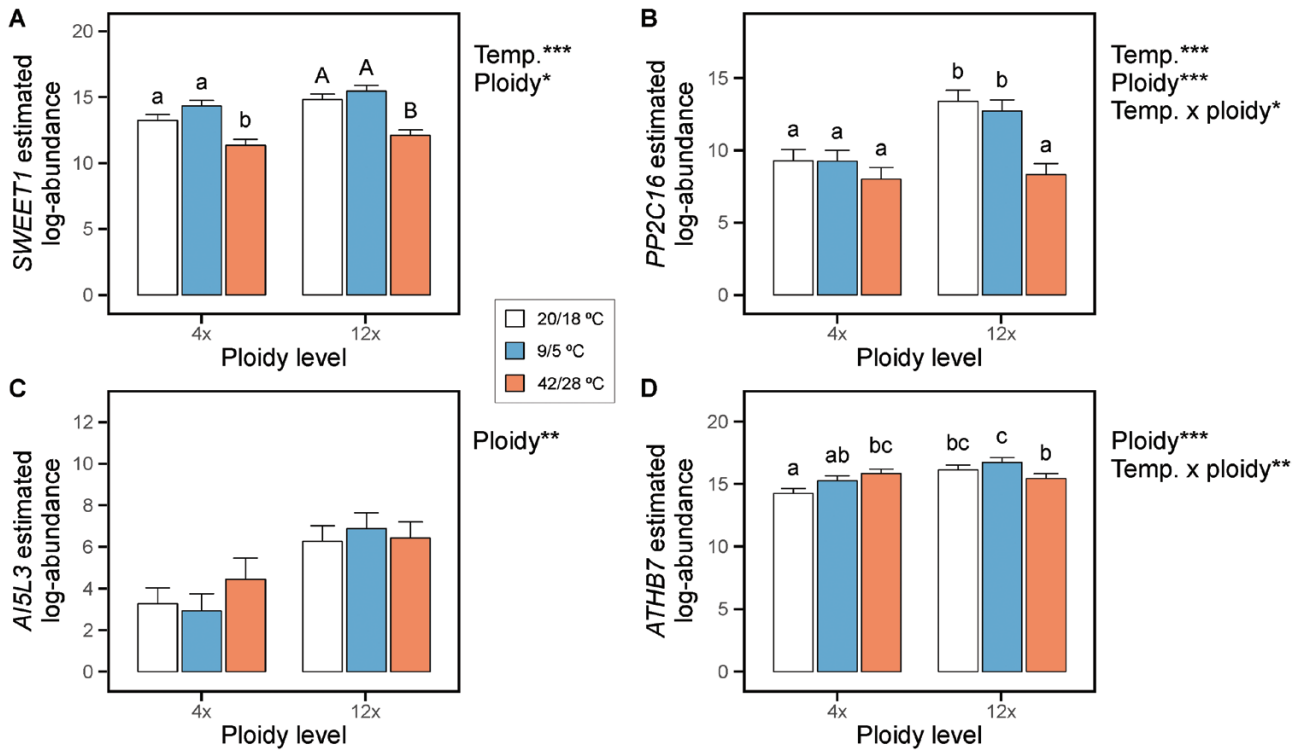 A
SWEET1 estimated
log-abundance
20
15
10
5
0
a
a
b
A
A
B
4x
12x
Ploidy level
Temp.***
Ploidy*
B
PP2C16 estimated
log-abundance
15
10
5
0
a
a
a
b
b
a
4x
12x
Ploidy level
Temp.***
Ploidy***
Temp. x ploidy*
20/18 ºC
9/5 ºC
42/28 ºC
C
AI5L3 estimated
log-abundance
12
10
8
6
4
2
0
4x
12x
Ploidy level
Ploidy**
D
ATHB7 estimated
log-abundance
20
15
10
5
0
a
ab
bc
bc
c
b
4x
12x
Ploidy level
Ploidy***
Temp. x ploidy**